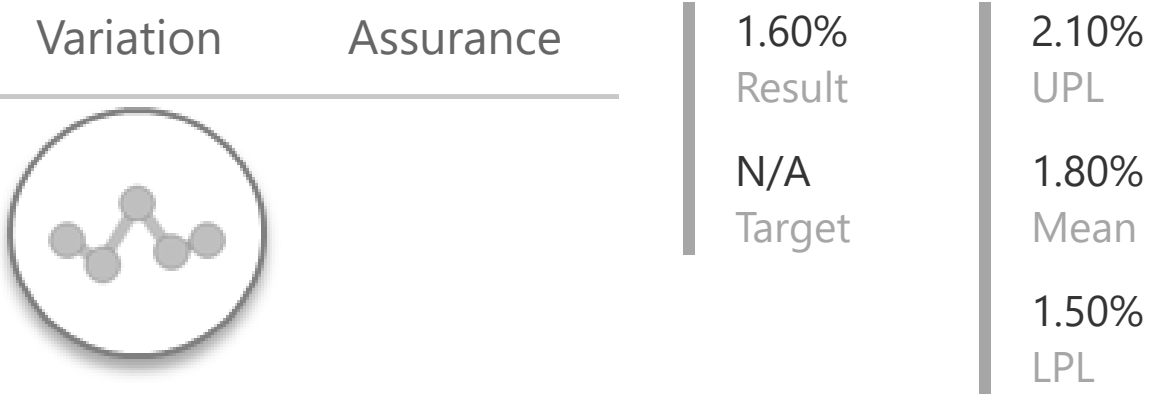 Variation
Assurance
1.60%
Result
N/A
Target
2.10%
UPL
1.80%
Mean
1.50%
LPL